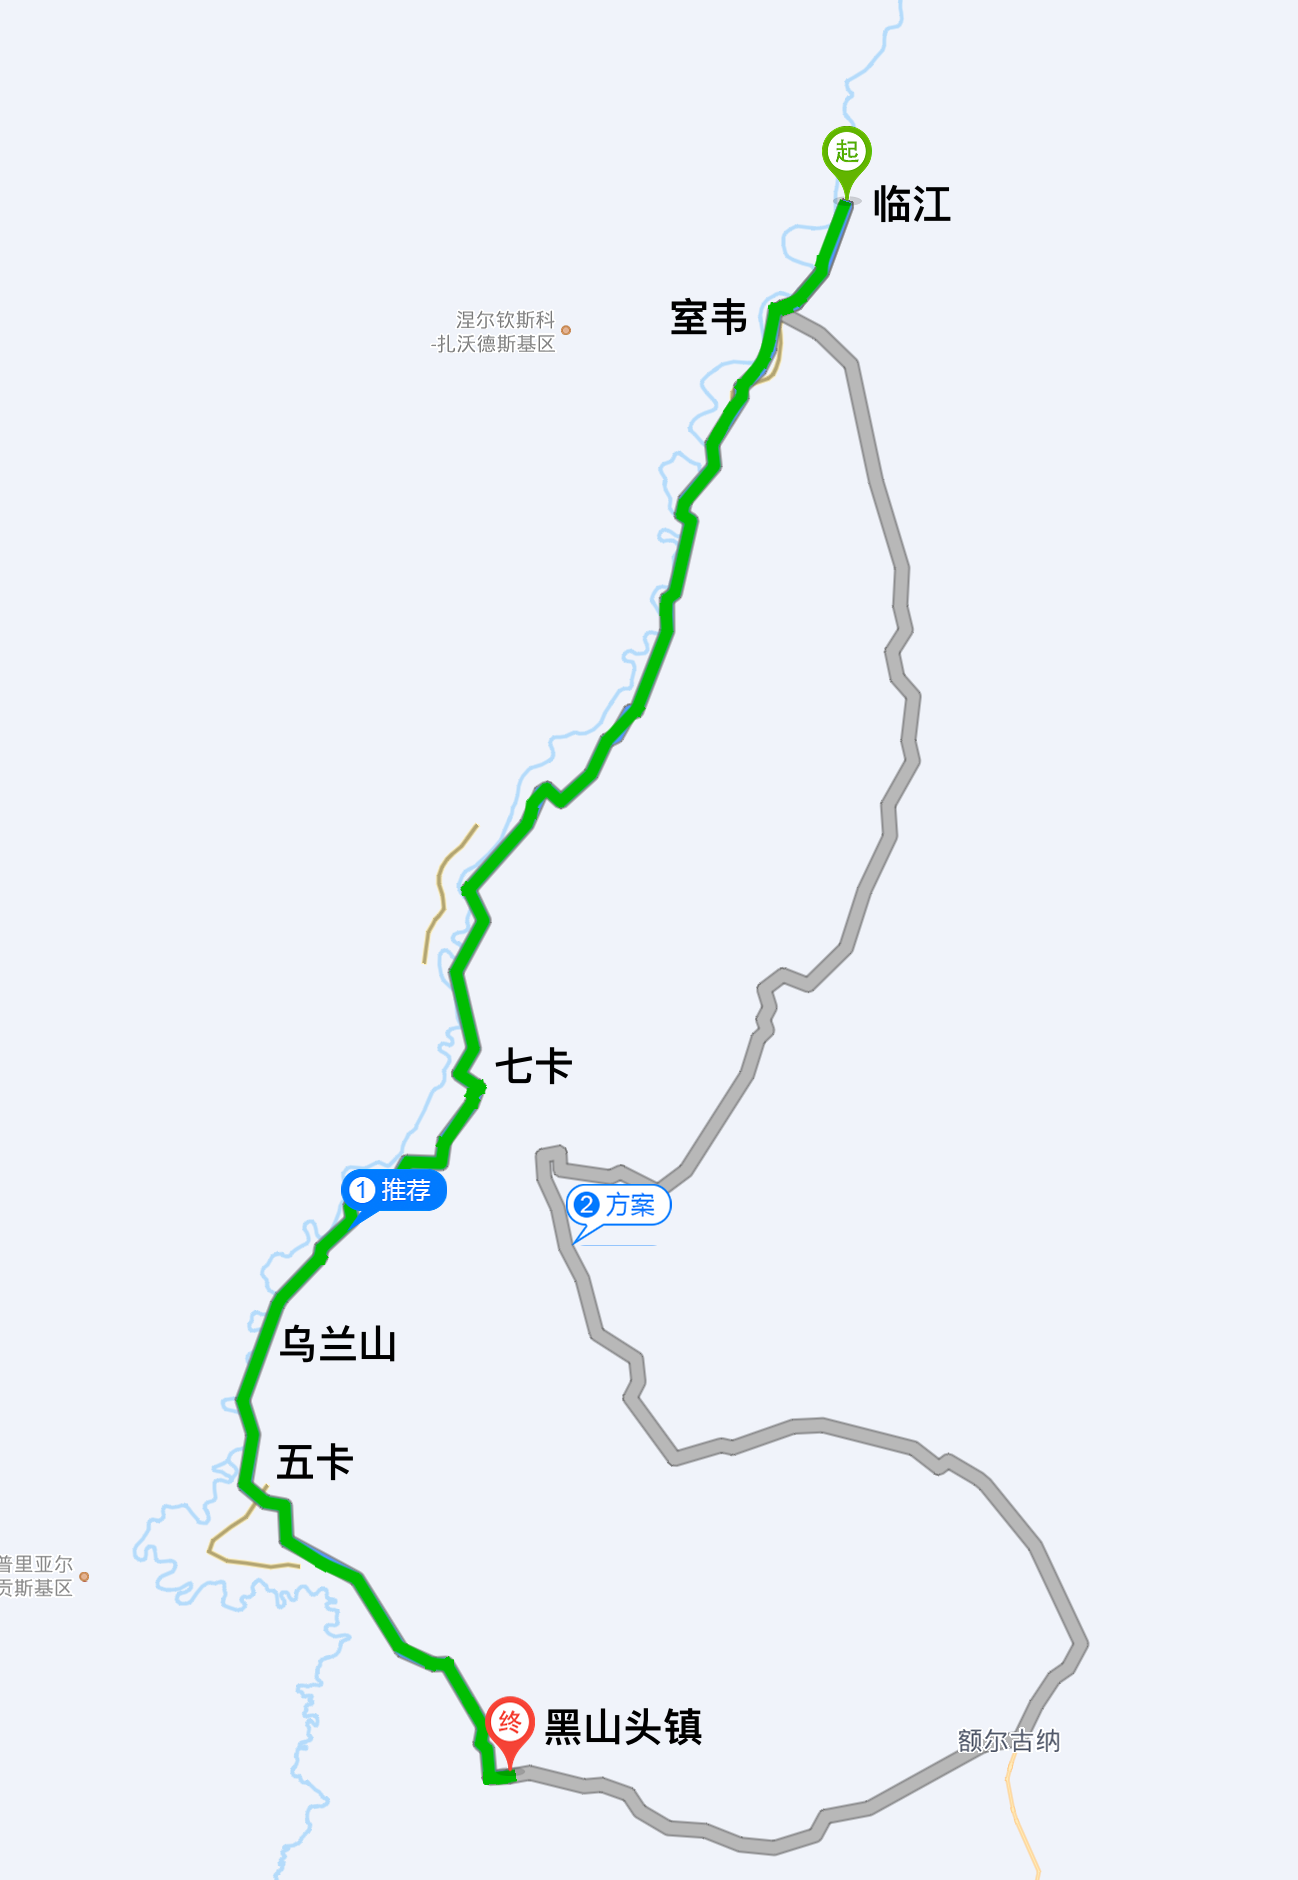 起
临江
室韦
涅尔钦斯科
-扎沃德斯基区
七卡
1 推荐
2 方案
乌兰山
五卡
普里亚尔
贡斯基区
终
黑山头镇
额尔古纳